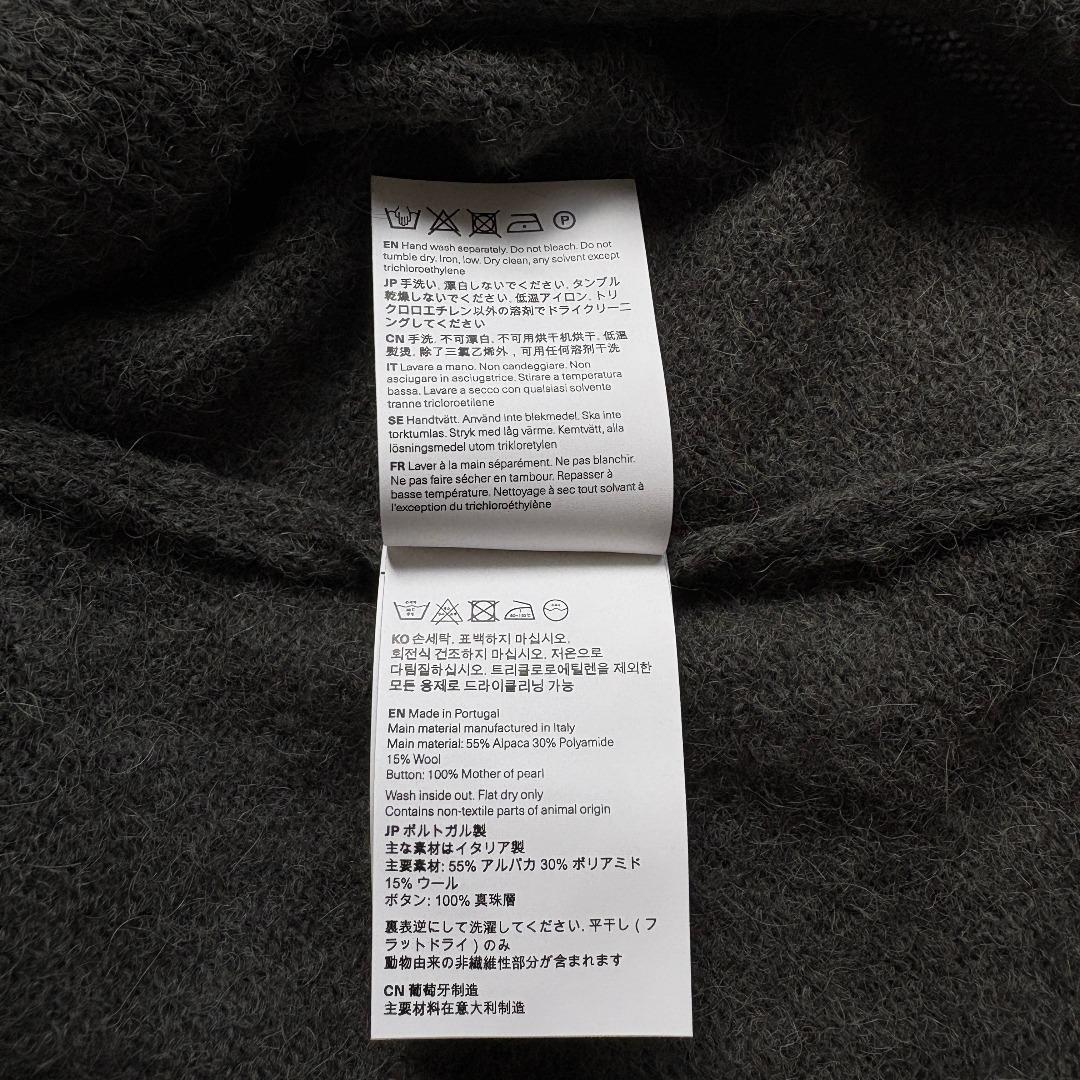 P
EN Hand wash separately. Do not bleach. Do not
tumble dry. Iron, low. Dry clean, any solvent except
trichloroethylene
JP 手洗い. 漂白しないでください. タンブル
乾燥しないでください. 低温アイロン. トリ
クロロエチレン以外の溶剤でドライクリーニ
ングしてください
CN 手洗. 不可漂白. 不可用烘干机烘干. 低温
熨烫. 除了三氯乙烯外，可用任何溶剂干洗
IT Lavare a mano. Non candeggiare. Non
asciugare in asciugatrice. Stirare a temperatura
bassa. Lavare a secco con qualsiasi solvente
tranne tricloroetilene
SE Handtvätt. Använd inte blekmedel. Ska inte
torktumlas. Stryk med låg värme. Kemtvätt, alla
lösningsmedel utom trikloretylen
FR Laver à la main séparément. Ne pas blanchir.
Ne pas faire sécher en tambour. Repasser à
basse température. Nettoyage à sec tout solvant à
l'exception du trichloroéthylène
KO 손세탁. 표백하지 마십시오.
회전식 건조하지 마십시오. 저온으로
다림질하십시오. 트리클로로에틸렌을 제외한
모든 용제로 드라이클리닝 가능
EN Made in Portugal
Main material manufactured in Italy
Main material: 55% Alpaca 30% Polyamide
15% Wool
Button: 100% Mother of pearl
Wash inside out. Flat dry only
Contains non-textile parts of animal origin
JP ポルトガル製
主な素材はイタリア製
主要素材: 55% アルパカ 30% ポリアミド
15% ウール
ボタン: 100% 真珠層
裏表逆にして洗濯してください. 平干し ( フ
ラットドライ ) のみ
動物由来の非繊維性部分が含まれます
CN 葡萄牙制造
主要材料在意大利制造